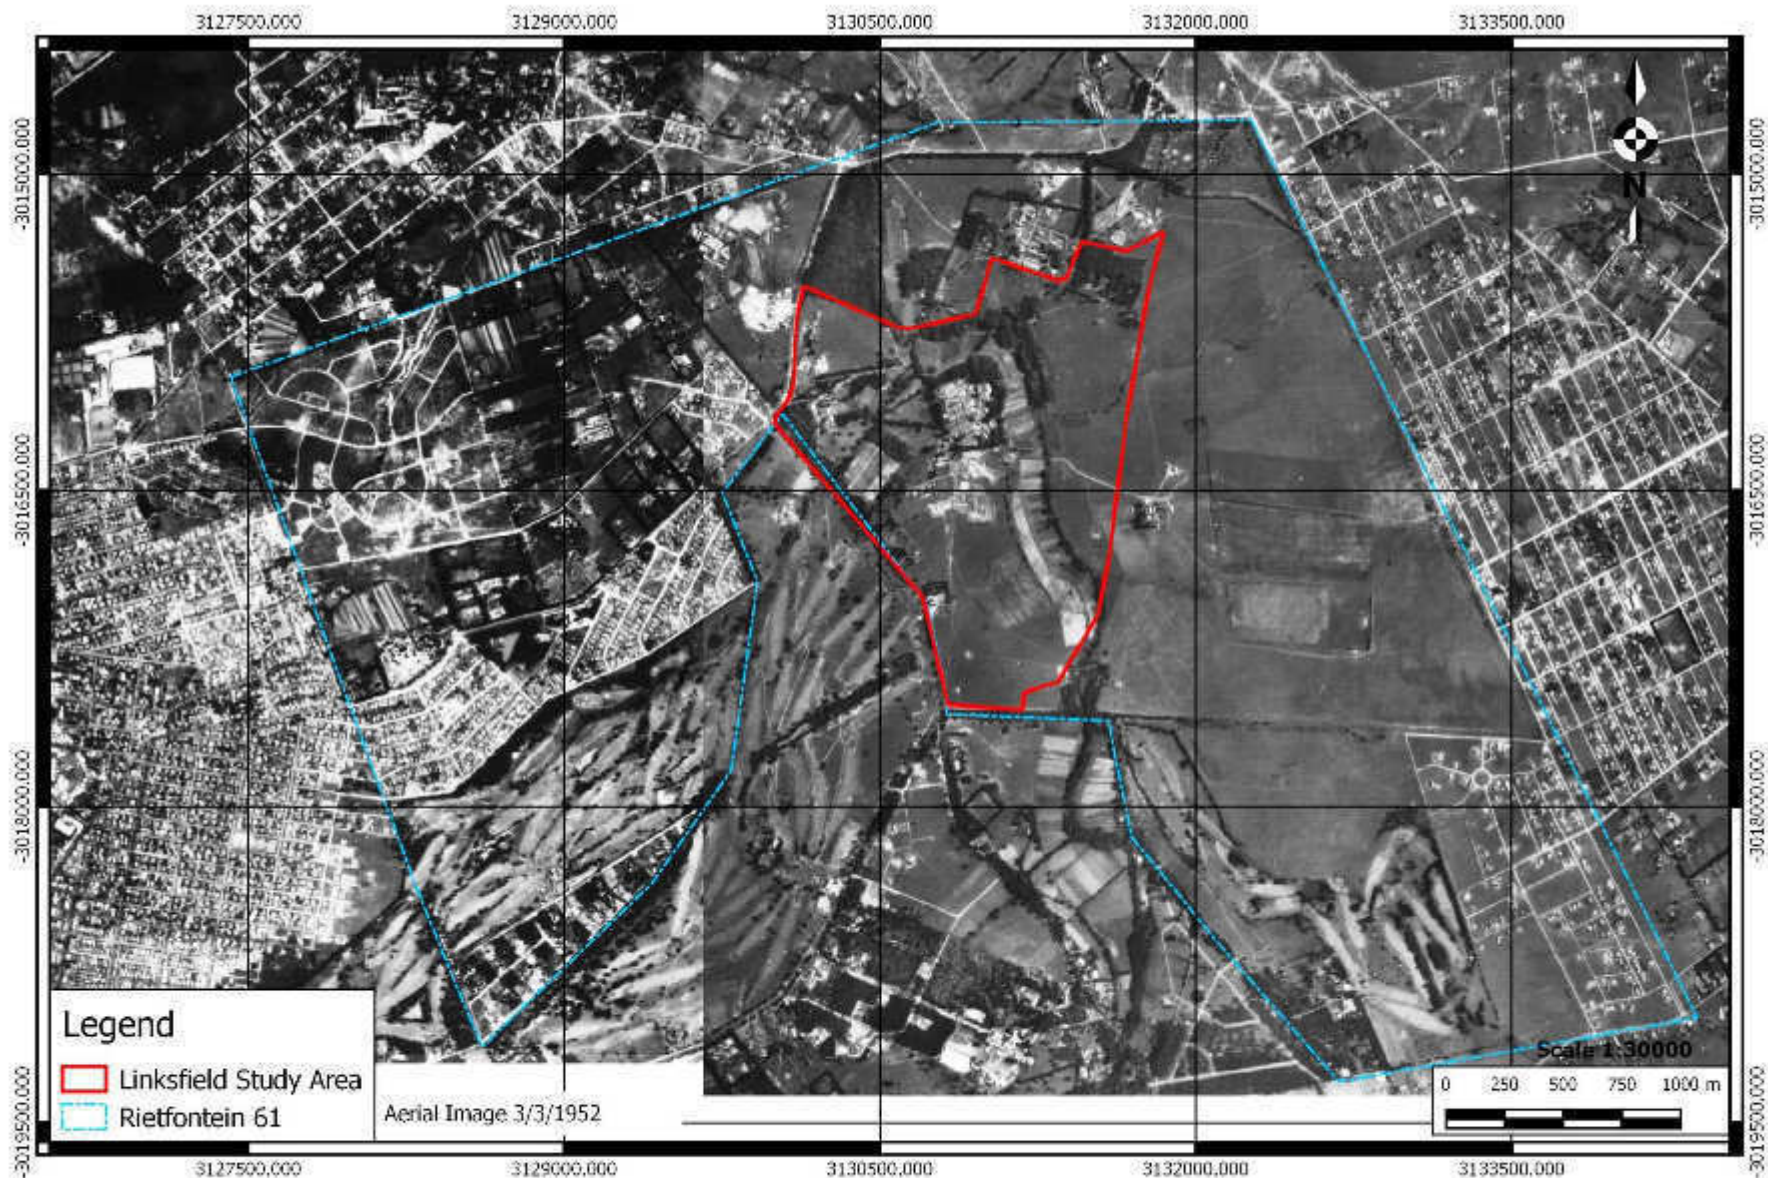 3127500.000 3129000.000 3130500.000 3132000.000 3133500.000
-3015000.000 -3015000.000
N
-3016500.000 -3016500.000
-3018000.000 -3018000.000
Legend
Linksfield Study Area
Rietfontein 61
Aerial Image 3/3/1952
Scale 1:30000
0 250 500 750 1000 m
-3019500.000 -3019500.000
3127500.000 3129000.000 3130500.000 3132000.000 3133500.000